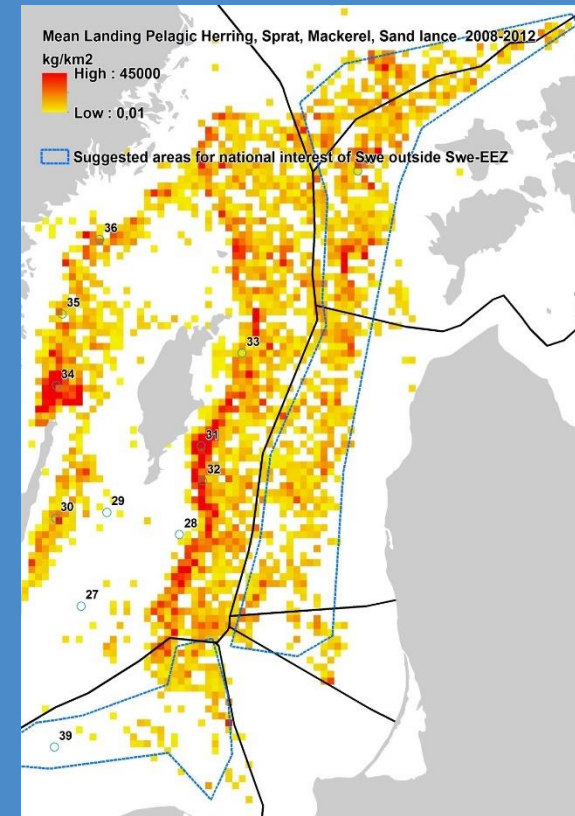 Mean Landing Pelagic Herring, Sprat, Mackerel, Sand lance 2008-2012
kg/km2
High : 45000
Low : 0,01
Suggested areas for national interest of Swe outside Swe-EEZ
36
35
33
34
31
32
30
29
28
27
39